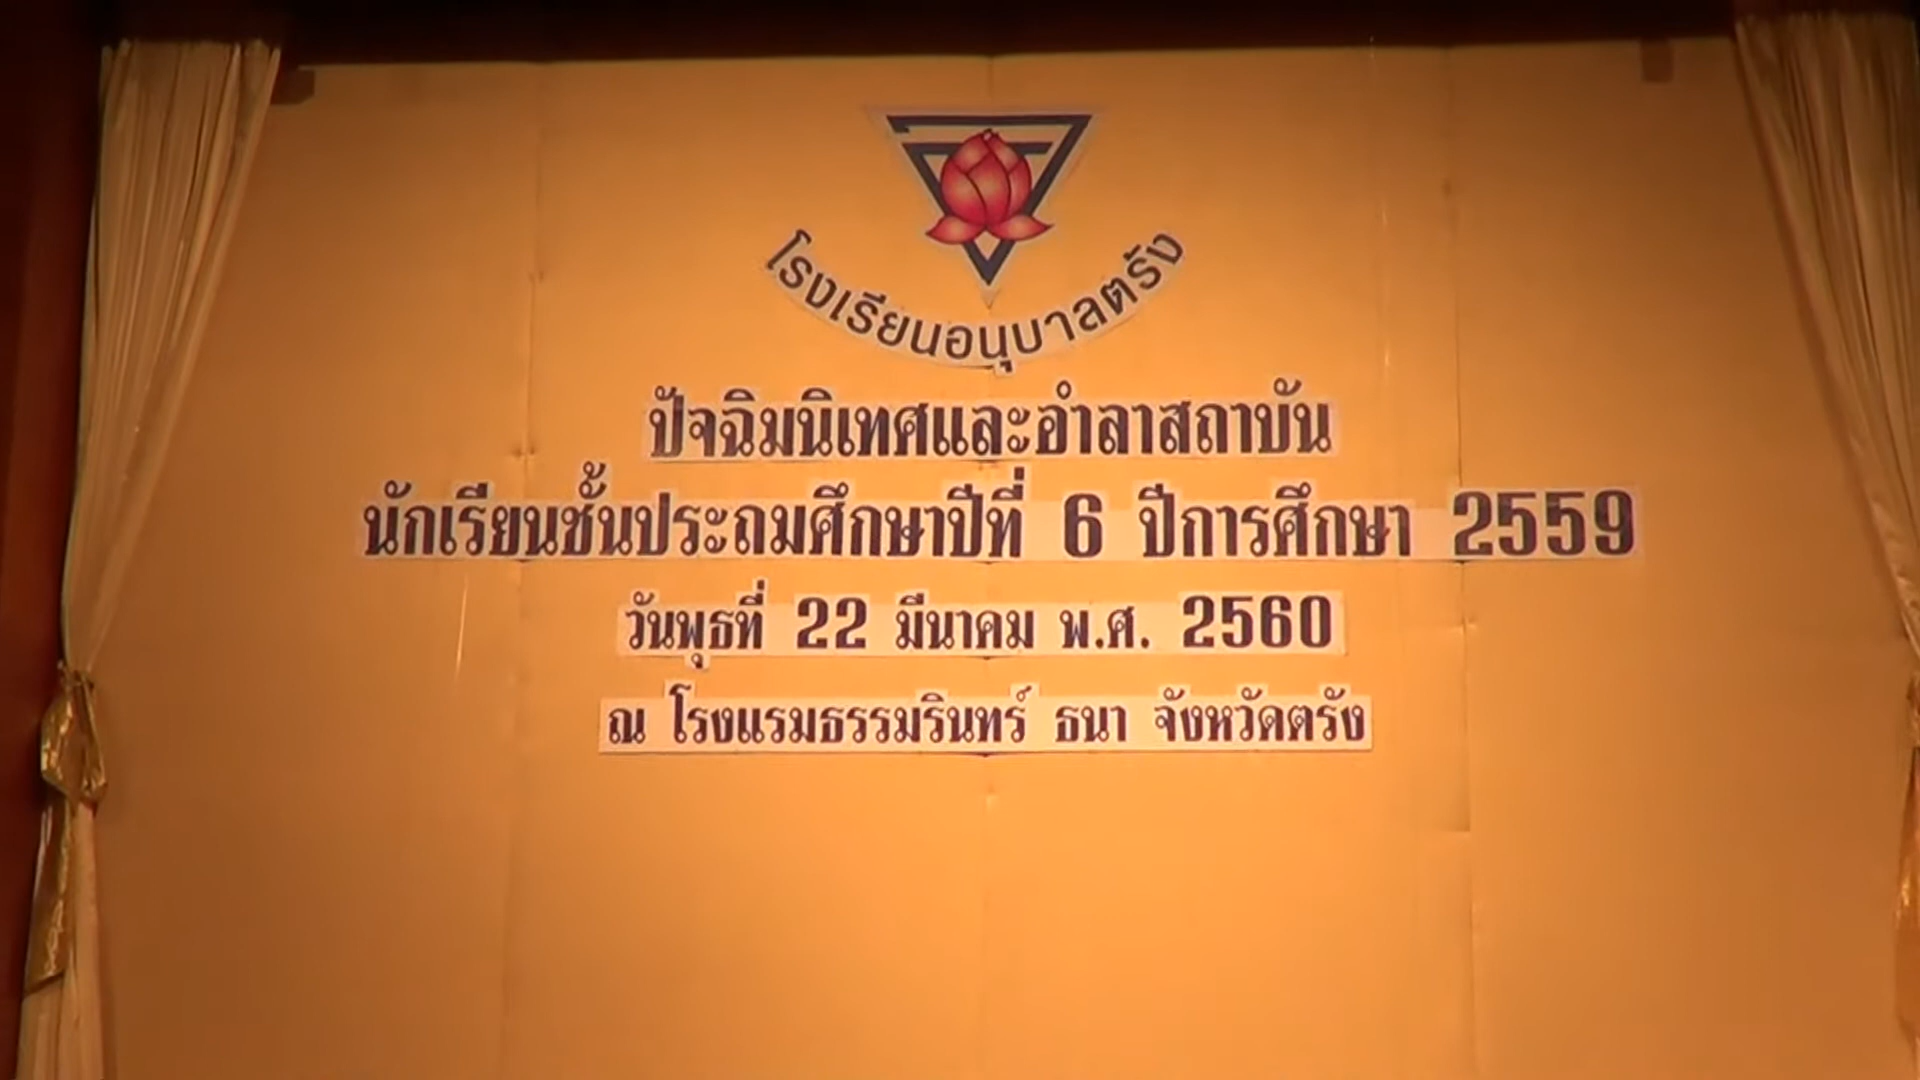 โรงเรียนอนุบาลตรัง
ปัจฉิมนิเทศและอำลาสถาบัน
นักเรียนชั้นประถมศึกษาปีที่ 6 ปีการศึกษา 2559
วันพุธที่ 22 มีนาคม พ.ศ. 2560
ณ โรงแรมธรรมรินทร์ ธนา จังหวัดตรัง